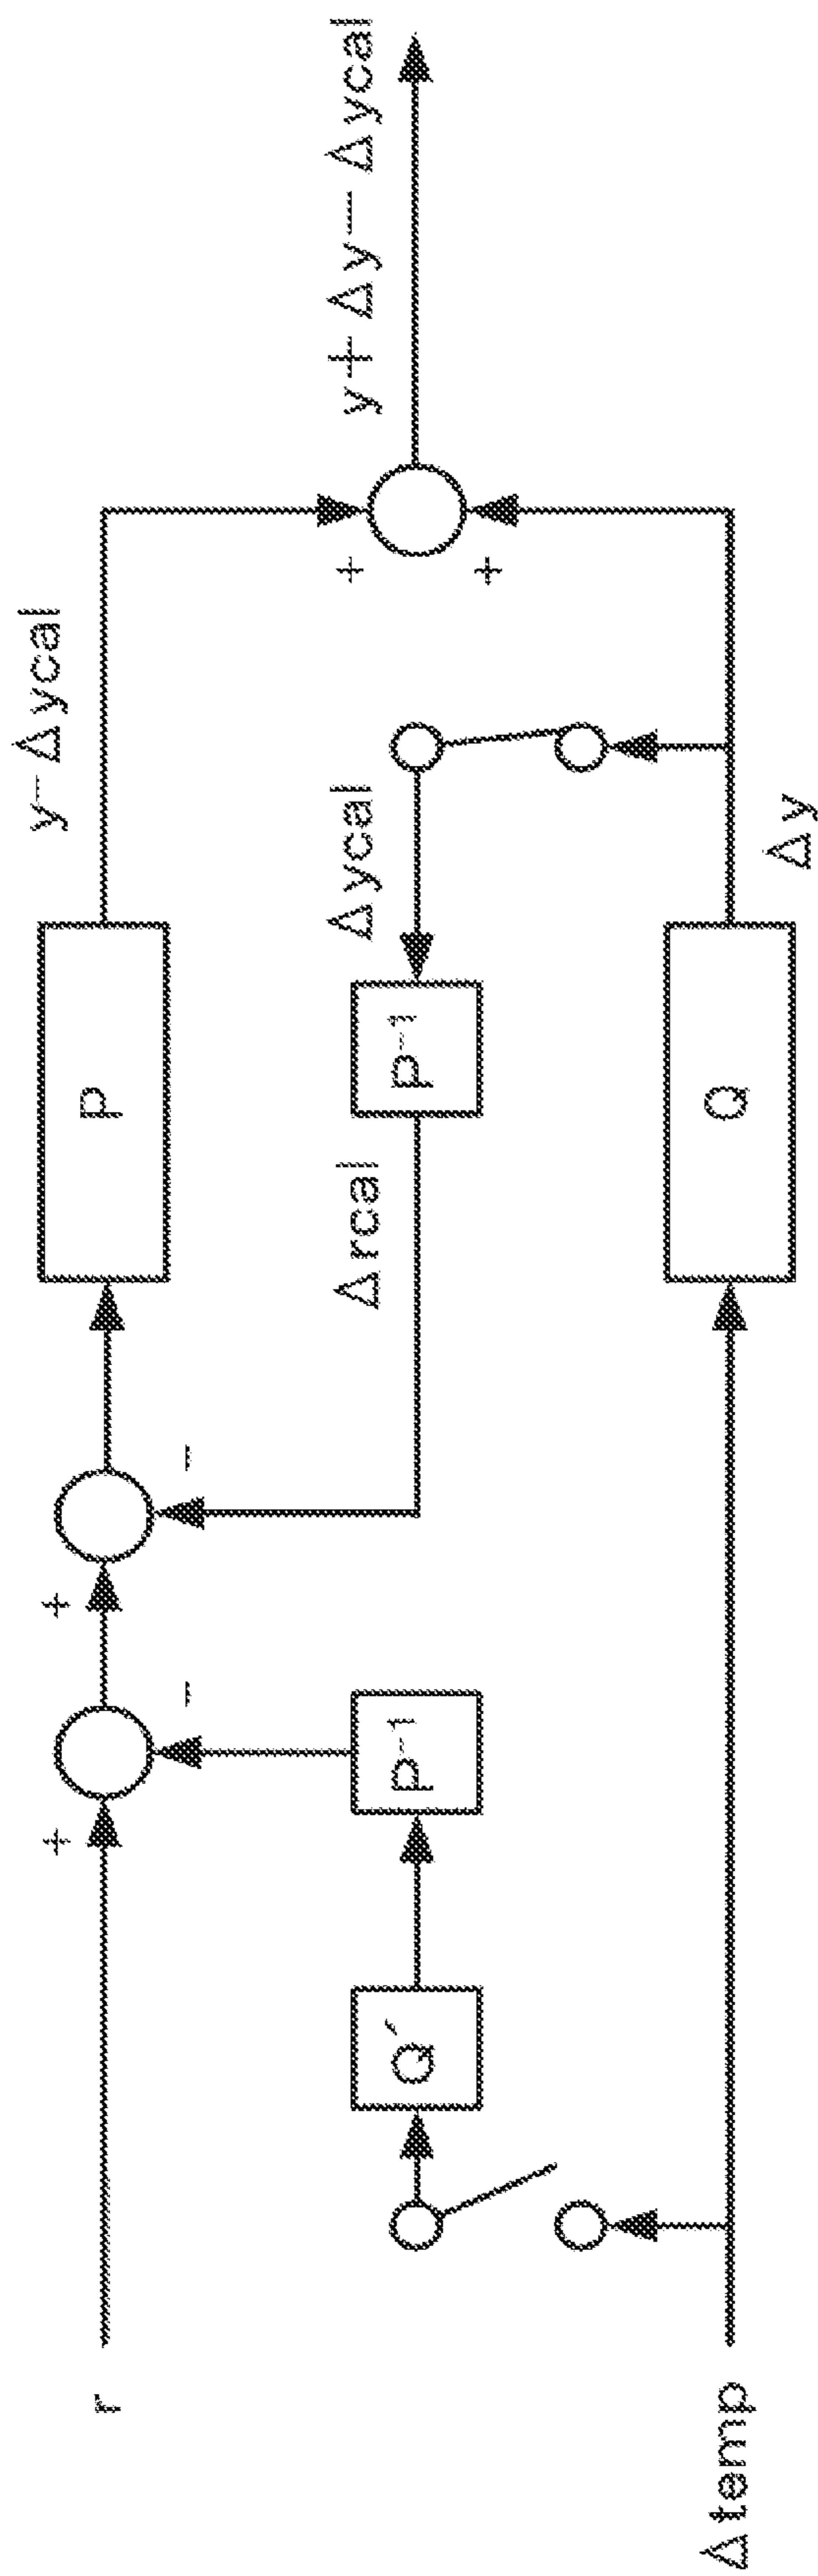 y-Δycal
P
+
-
+
-
r
y+Δy-Δycal
+
+
Δycal
P⁻¹
Δrcal
P⁻¹
Q′
Δy
Q
Δtemp